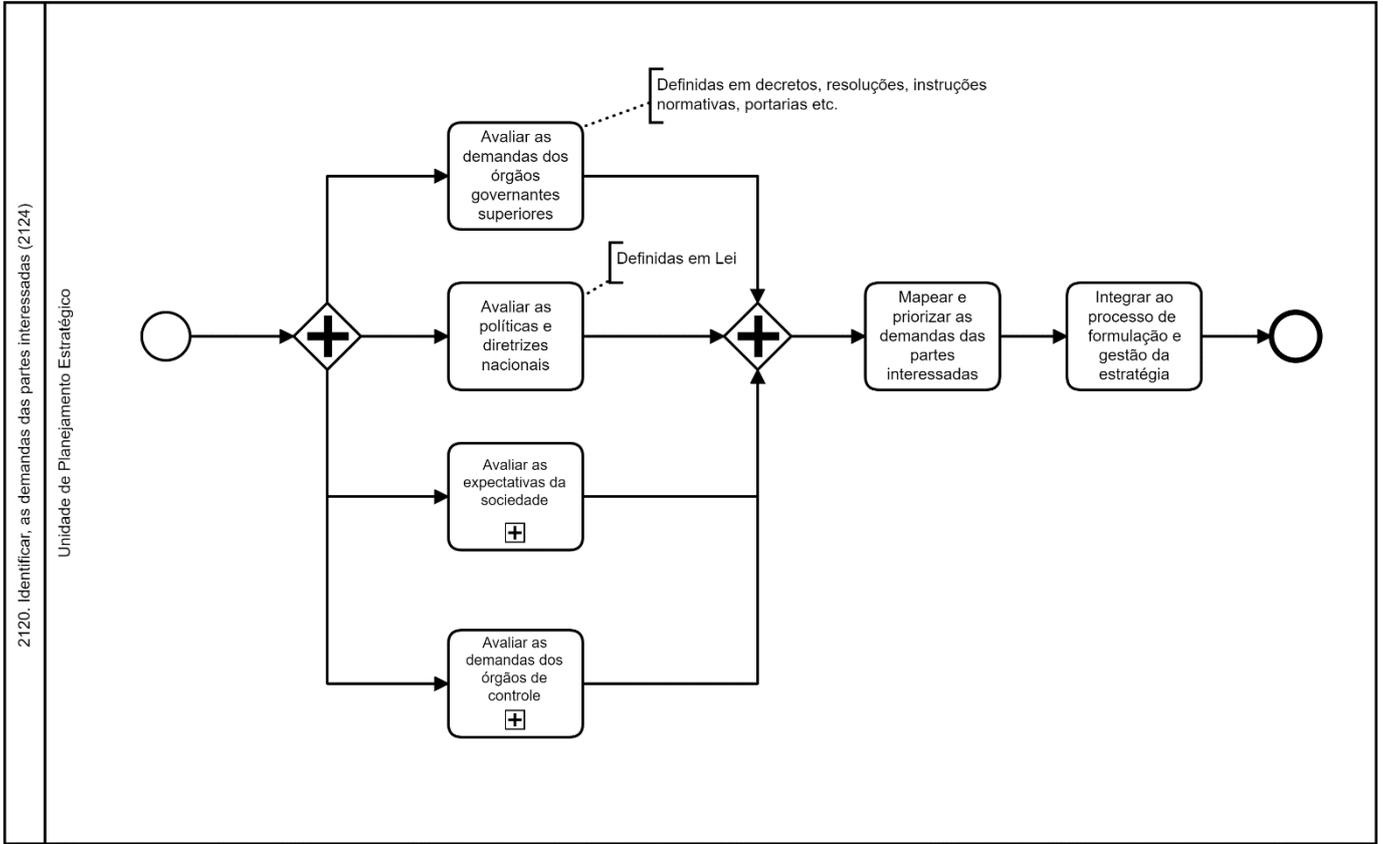 2120. Identificar, as demandas das partes interessadas (2124)
Unidade de Planejamento Estratégico
Definidas em decretos, resoluções, instruções
normativas, portarias etc.
Avaliar as
demandas dos
órgãos
governantes
superiores
Definidas em Lei
Avaliar as
políticas e
diretrizes
nacionais
Avaliar as
expectativas da
sociedade
Avaliar as
demandas dos
órgãos de
controle
Mapear e
priorizar as
demandas das
partes
interessadas
Integrar ao
processo de
formulação e
gestão da
estratégia